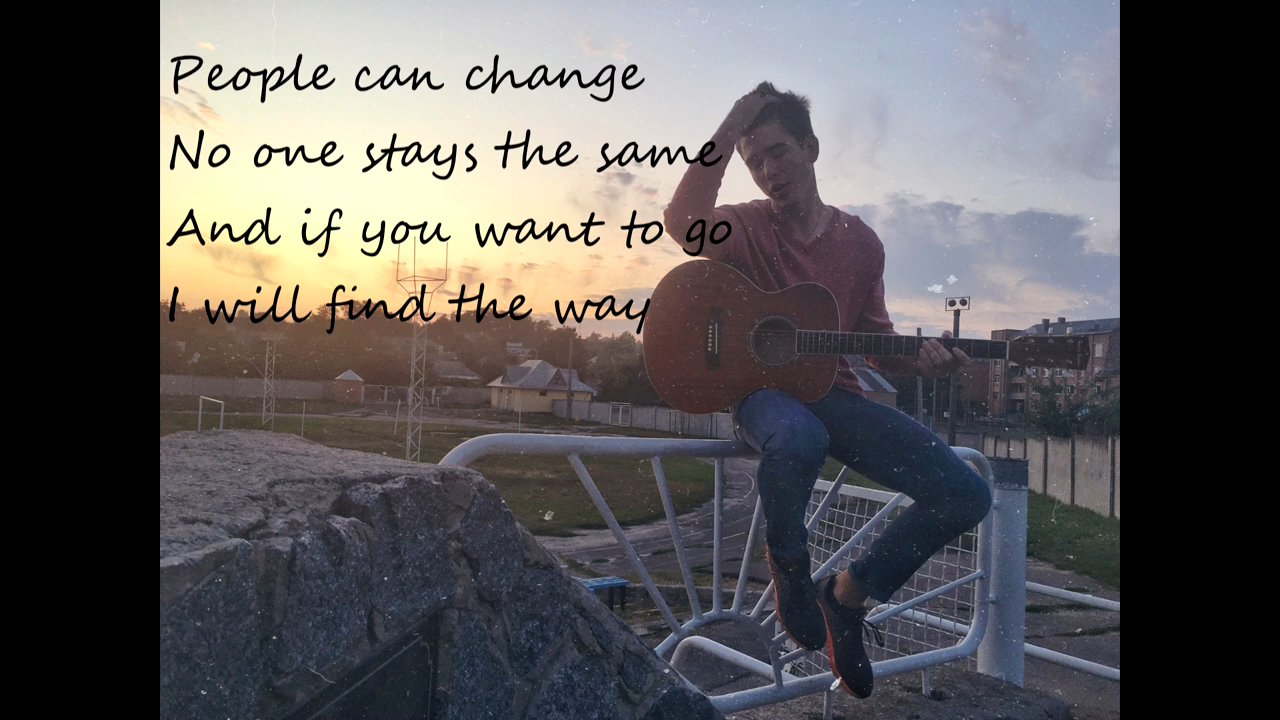 People can change
No one stays the same
And if you want to go
I will find the way